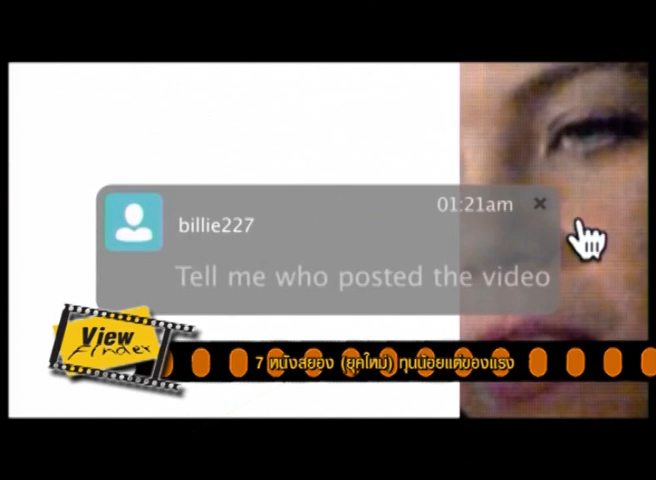 01:21am
billie227
Tell me who posted the video
View
Finder
7 หนังสยอง (ยุคใหม่) ทุนน้อยแต่ของแรง